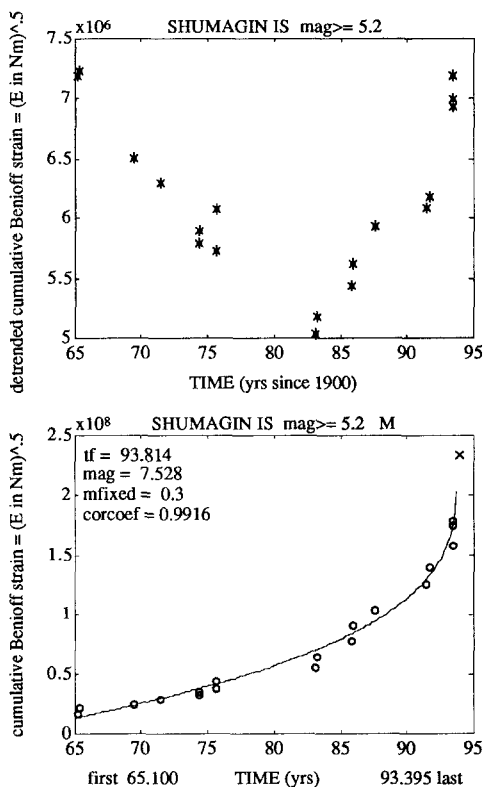 x10^6 SHUMAGIN IS mag>= 5.2
detrended cumulative Benioff strain = (E in Nm)^.5
7.5
7
6.5
6
5.5
5
65 70 75 80 85 90 95
TIME (yrs since 1900)
x10^8 SHUMAGIN IS mag>= 5.2 M
cumulative Benioff strain = (E in Nm)^.5
2.5
2
1.5
1
0.5
0
tf = 93.814
mag = 7.528
mfixed = 0.3
corcoef = 0.9916
65 70 75 80 85 90 95
first 65.100 TIME (yrs) 93.395 last